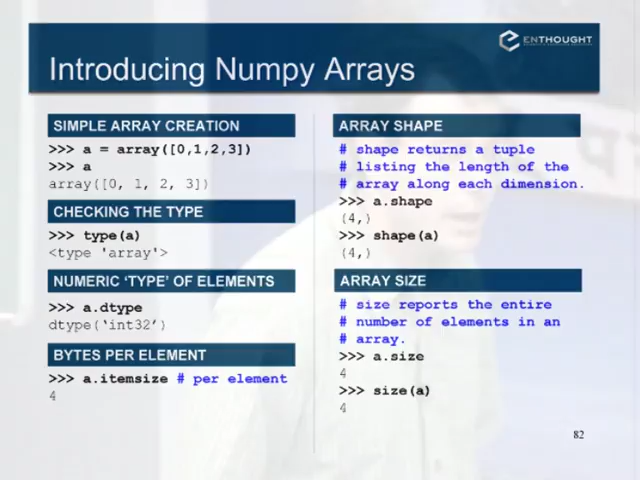 ENTHOUGHT
Introducing Numpy Arrays
SIMPLE ARRAY CREATION
>>> a = array([0,1,2,3])
>>> a
array([0, 1, 2, 3])
CHECKING THE TYPE
>>> type(a)
<type 'array'>
NUMERIC ‘TYPE’ OF ELEMENTS
>>> a.dtype
dtype(‘int32’)
BYTES PER ELEMENT
>>> a.itemsize # per element
4
ARRAY SHAPE
# shape returns a tuple
# listing the length of the
# array along each dimension.
>>> a.shape
(4,)
>>> shape(a)
(4,)
ARRAY SIZE
# size reports the entire
# number of elements in an
# array.
>>> a.size
4
>>> size(a)
4
82